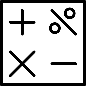 + %
× −